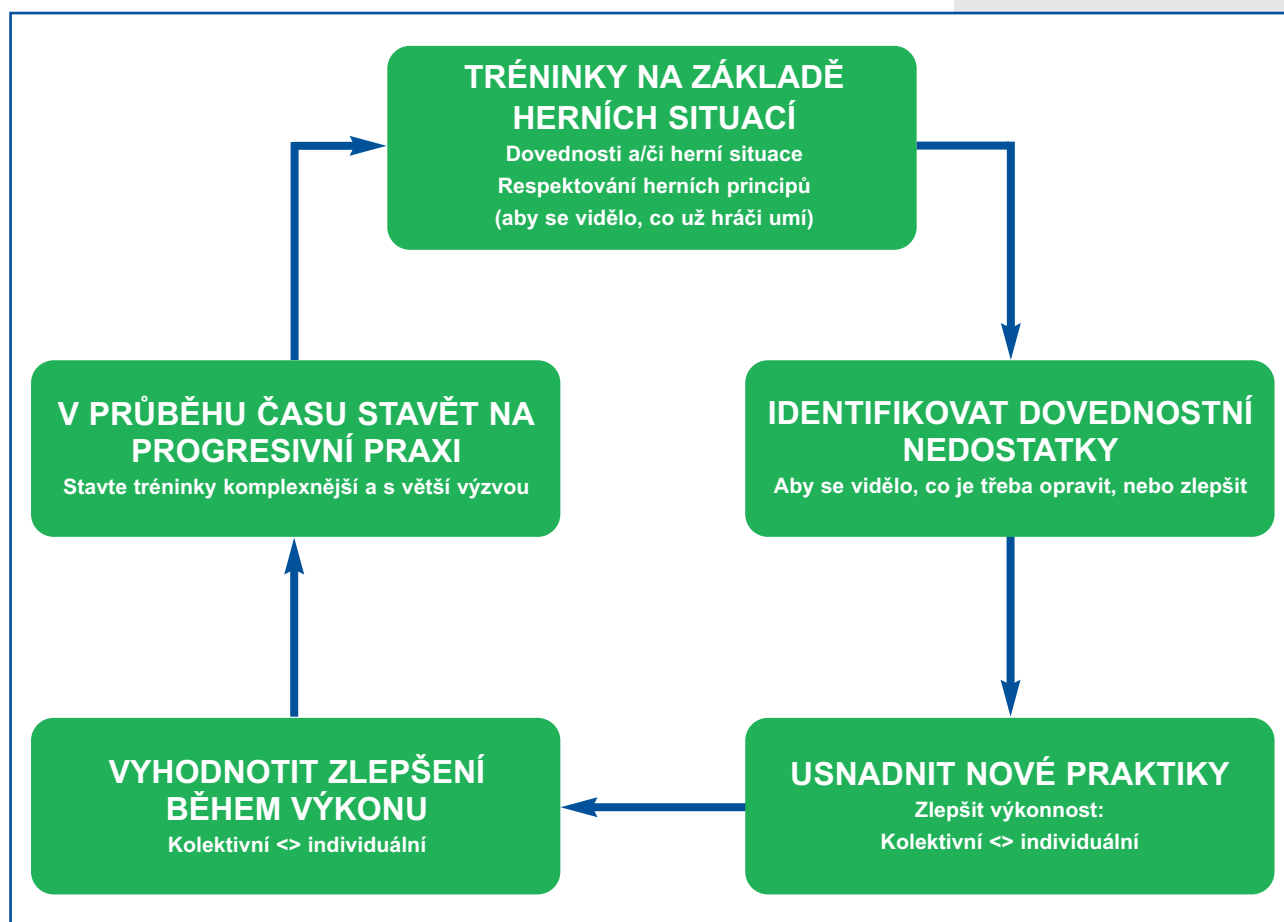 TRÉNINKY NA ZÁKLADĚ
HERNÍCH SITUACÍ
Dovednosti a/či herní situace
Respektování herních principů
(aby se vidělo, co už hráči umí)
IDENTIFIKOVAT DOVEDNOSTNÍ
NEDOSTATKY
Aby se vidělo, co je třeba opravit, nebo zlepšit
USNADNIT NOVÉ PRAKTIKY
Zlepšit výkonnost:
Kolektivní <> individuální
VYHODNOTIT ZLEPŠENÍ
BĚHEM VÝKONU
Kolektivní <> individuální
V PRŮBĚHU ČASU STAVĚT NA
PROGRESIVNÍ PRAXI
Stavte tréninky komplexnější a s větší výzvou